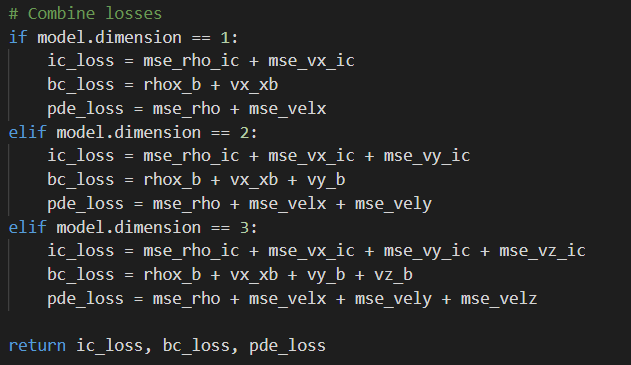 # Combine losses
if model.dimension == 1:
    ic_loss = mse_rho_ic + mse_vx_ic
    bc_loss = rhox_b + vx_xb
    pde_loss = mse_rho + mse_velx
elif model.dimension == 2:
    ic_loss = mse_rho_ic + mse_vx_ic + mse_vy_ic
    bc_loss = rhox_b + vx_xb + vy_b
    pde_loss = mse_rho + mse_velx + mse_vely
elif model.dimension == 3:
    ic_loss = mse_rho_ic + mse_vx_ic + mse_vy_ic + mse_vz_ic
    bc_loss = rhox_b + vx_xb + vy_b + vz_b
    pde_loss = mse_rho + mse_velx + mse_vely + mse_velz
return ic_loss, bc_loss, pde_loss